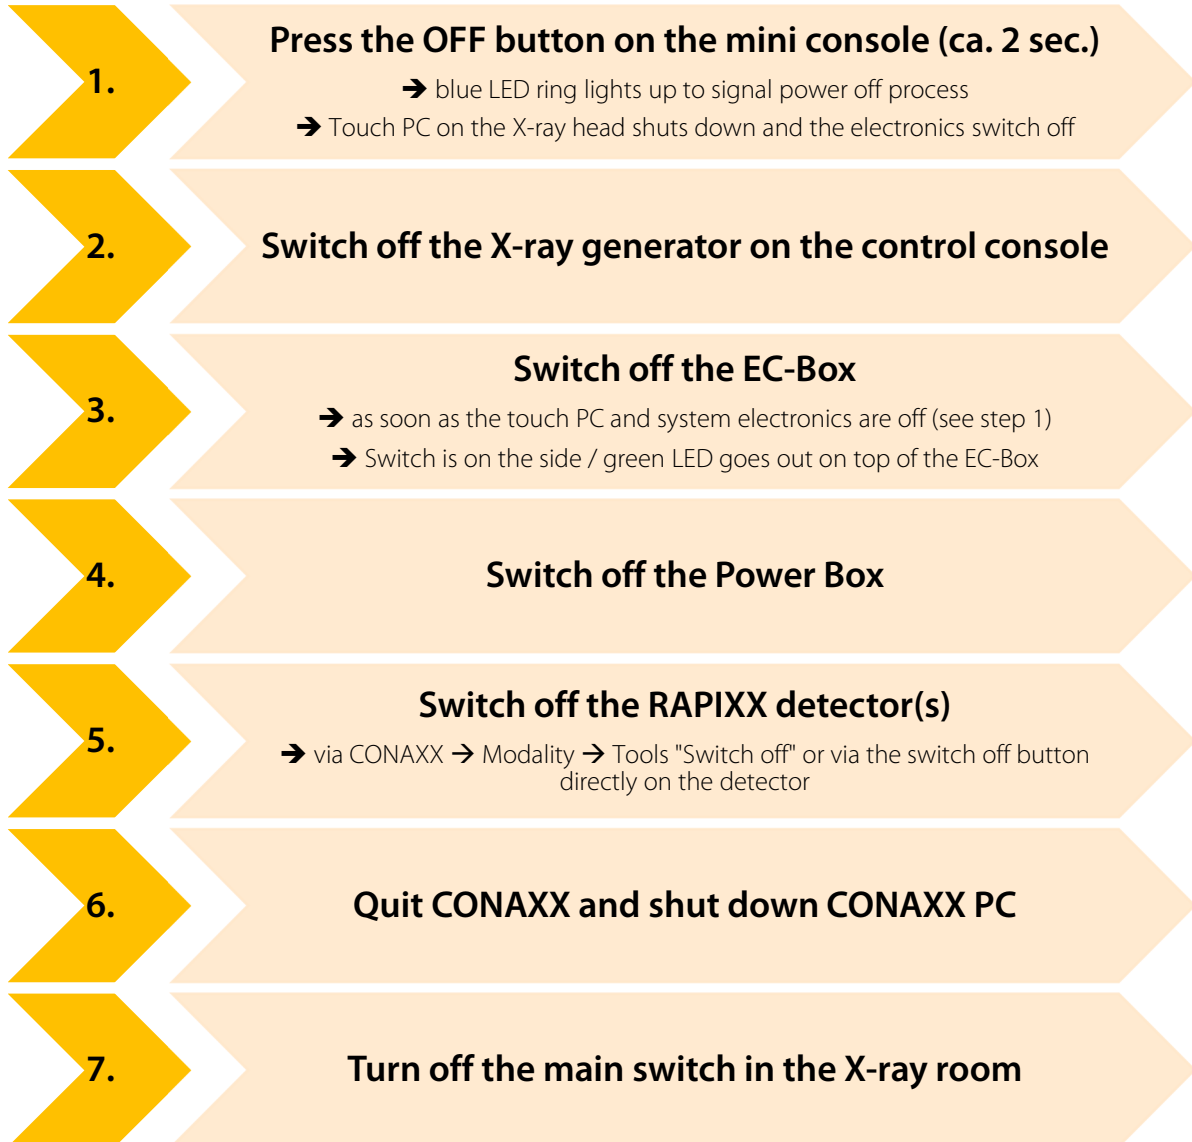 1.
Press the OFF button on the mini console (ca. 2 sec.)
➔ blue LED ring lights up to signal power off process
➔ Touch PC on the X-ray head shuts down and the electronics switch off
2.
Switch off the X-ray generator on the control console
3.
Switch off the EC-Box
➔ as soon as the touch PC and system electronics are off (see step 1)
➔ Switch is on the side / green LED goes out on top of the EC-Box
4.
Switch off the Power Box
5.
Switch off the RAPIXX detector(s)
➔ via CONAXX → Modality → Tools "Switch off" or via the switch off button
directly on the detector
6.
Quit CONAXX and shut down CONAXX PC
7.
Turn off the main switch in the X-ray room